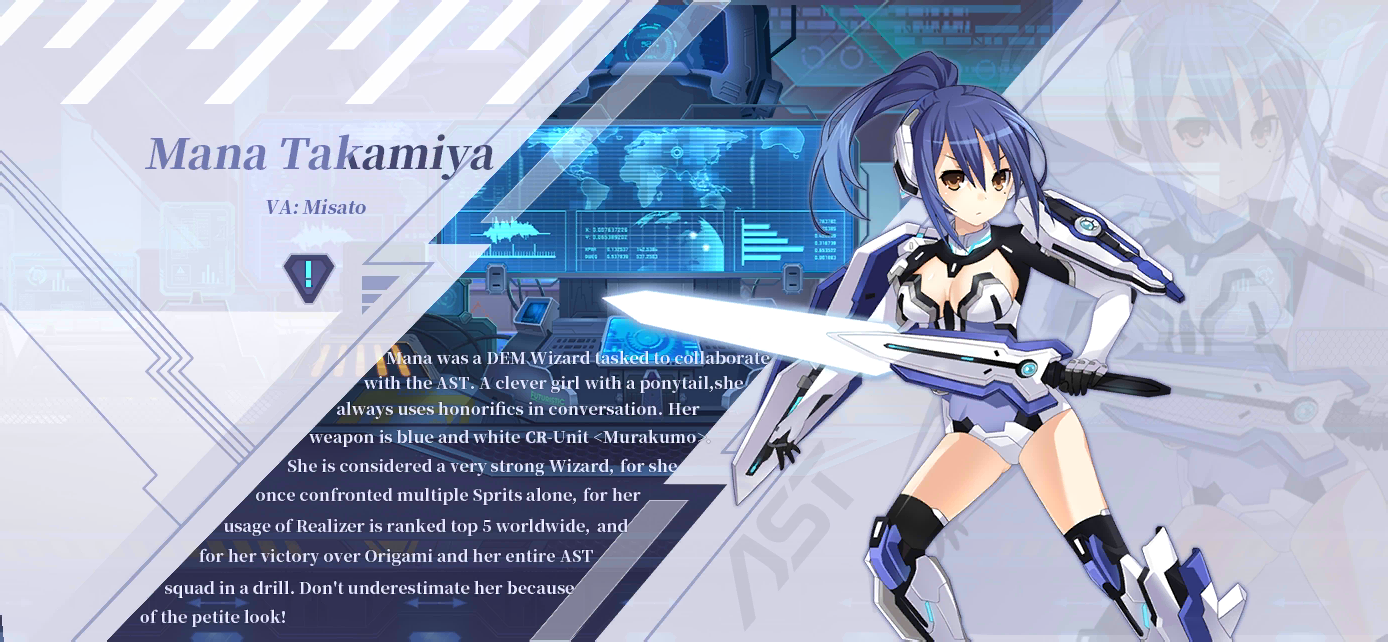 Mana Takamiya
VA: Misato
Mana was a DEM Wizard tasked to collaborate
with the AST. A clever girl with a ponytail,she
always uses honorifics in conversation. Her
weapon is blue and white CR-Unit <Murakumo>.
She is considered a very strong Wizard, for she
once confronted multiple Sprits alone, for her
usage of Realizer is ranked top 5 worldwide, and
for her victory over Origami and her entire AST
squad in a drill. Don't underestimate her because
of the petite look!
AST